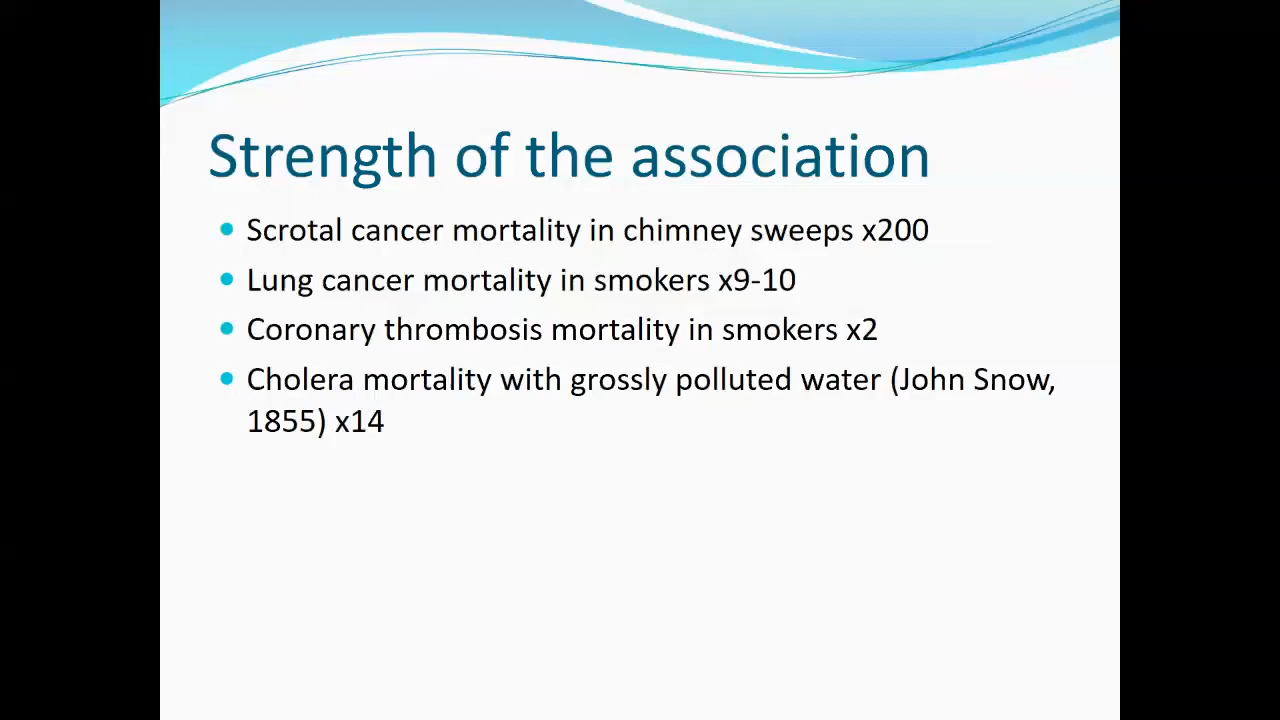 Strength of the association
• Scrotal cancer mortality in chimney sweeps x200
• Lung cancer mortality in smokers x9-10
• Coronary thrombosis mortality in smokers x2
• Cholera mortality with grossly polluted water (John Snow,
1855) x14